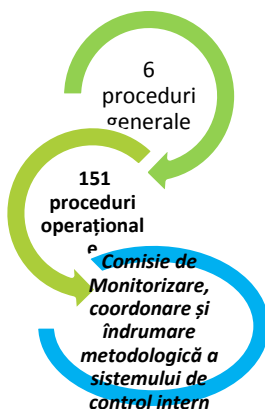 6
proceduri
generale
151
proceduri
operațional
e
Comisie de
Monitorizare,
coordonare și
îndrumare
metodologică a
sistemului de
control intern